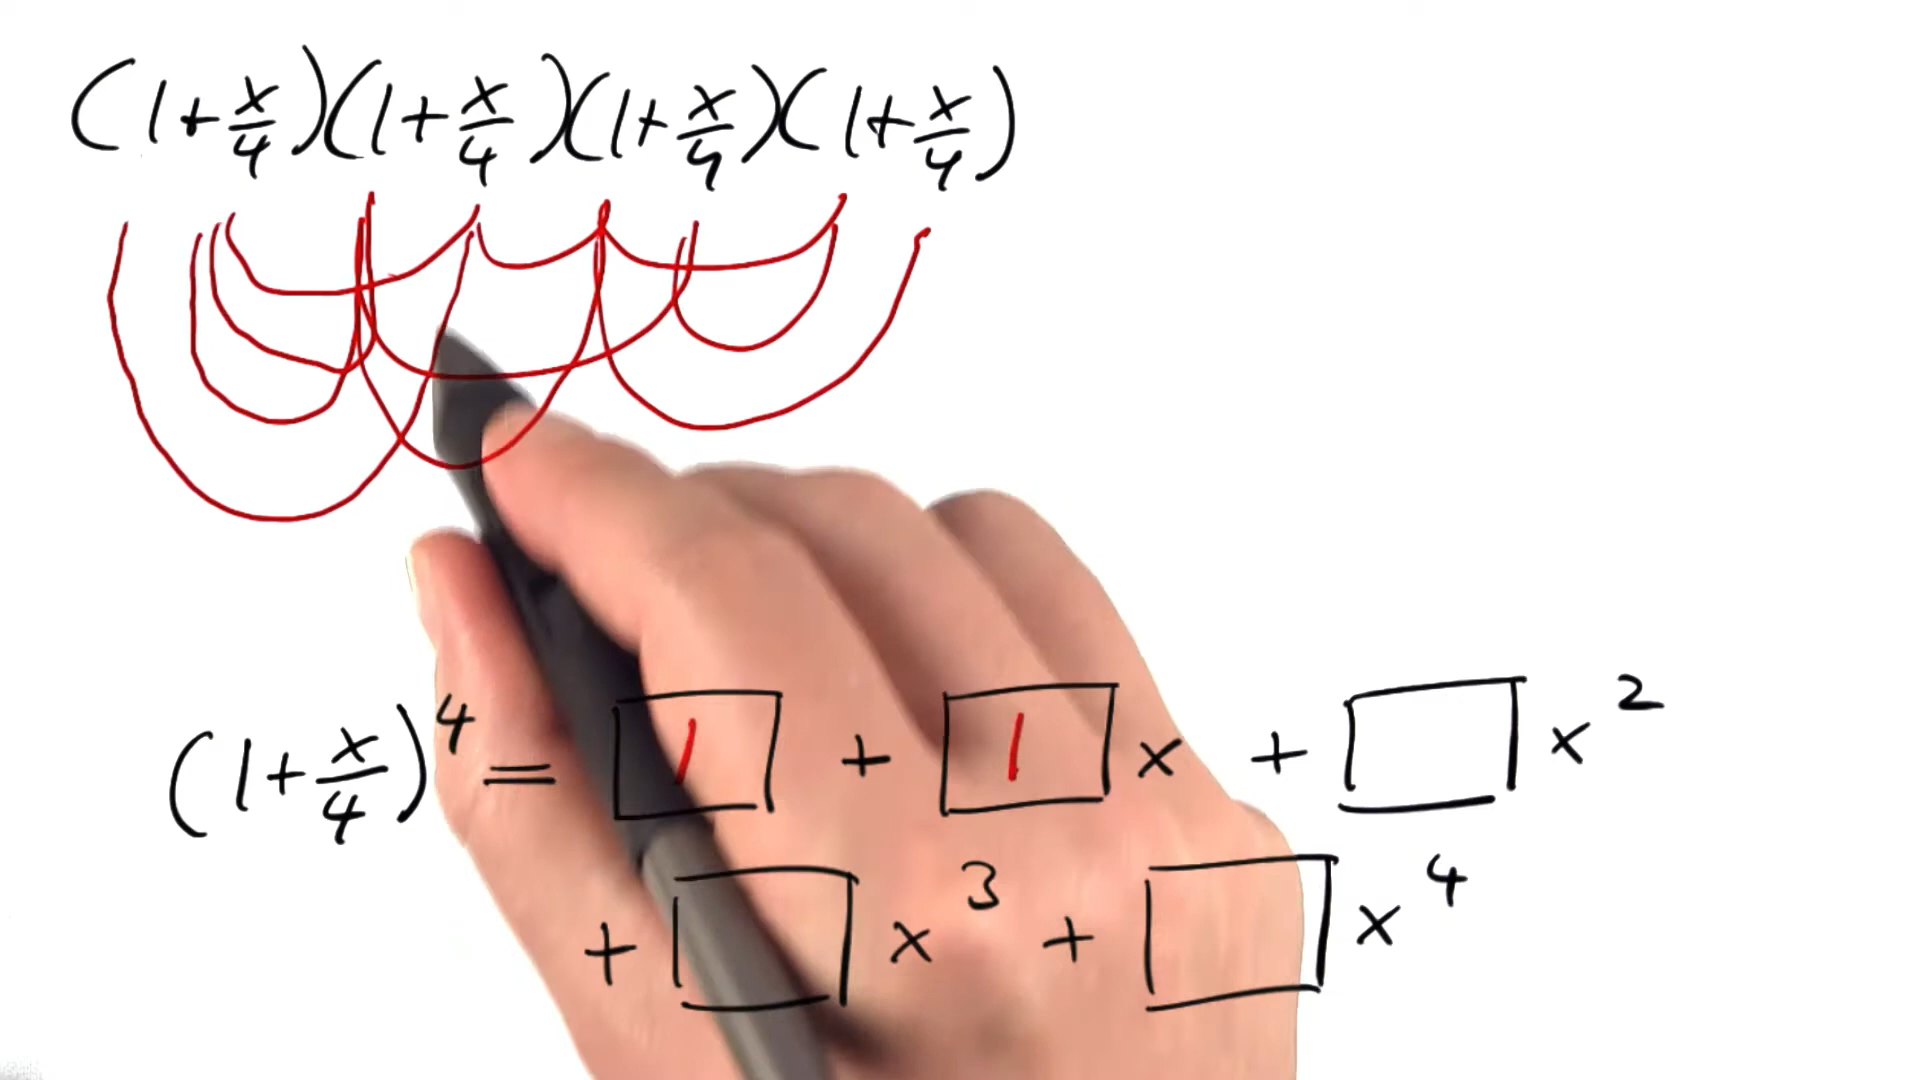 (1+x/4)(1+x/4)(1+x/4)(1+x/4)
(1+x/4)^4 = 1 + 1 x + □ x^2
+ □ x^3 + □ x^4